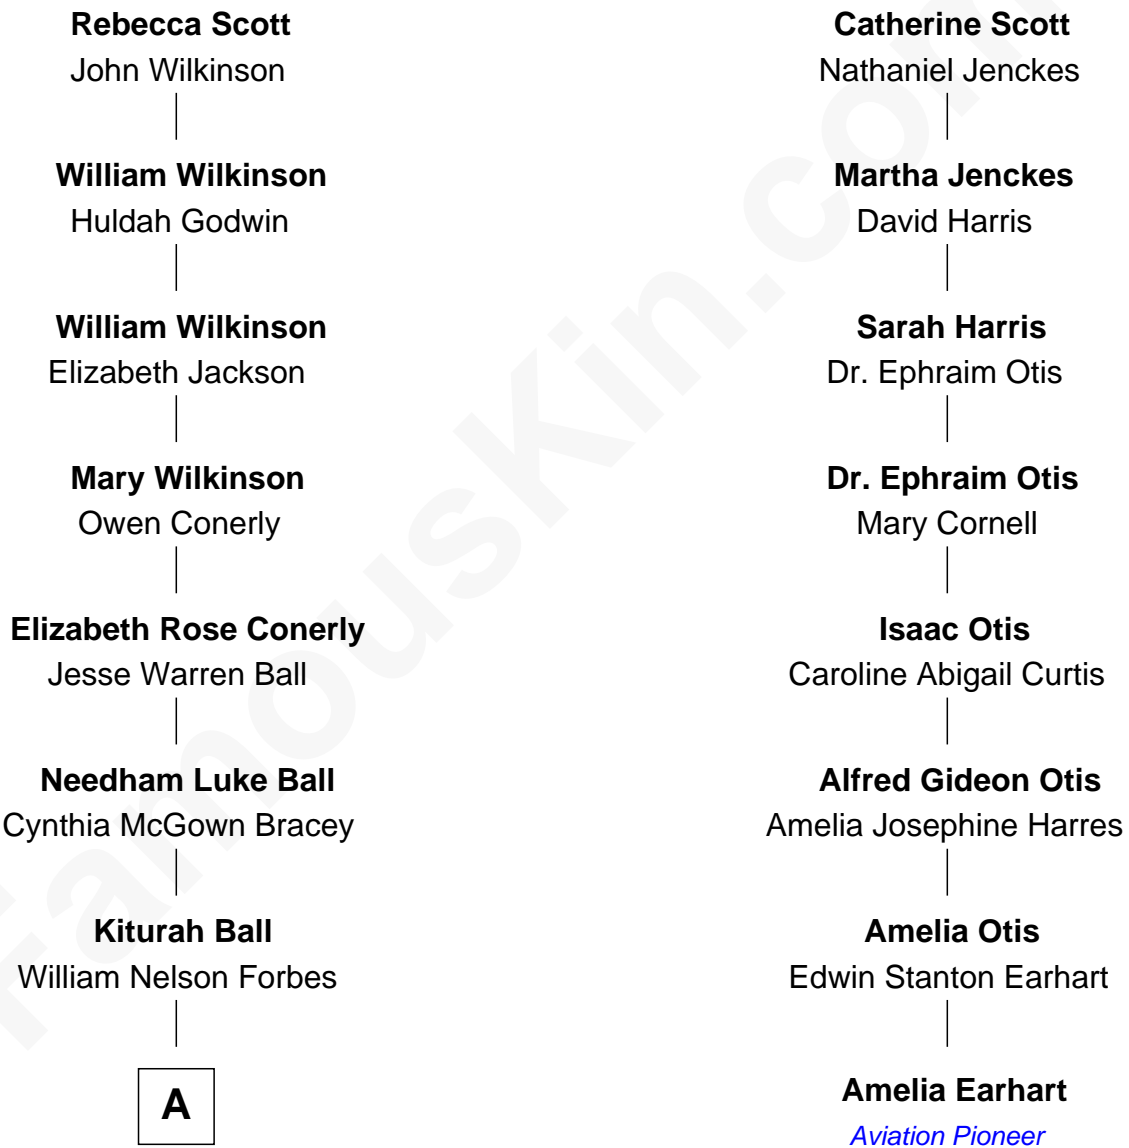 Rebecca Scott
John Wilkinson
William Wilkinson
Huldah Godwin
William Wilkinson
Elizabeth Jackson
Mary Wilkinson
Owen Conerly
Elizabeth Rose Conerly
Jesse Warren Ball
Needham Luke Ball
Cynthia McGown Bracey
Kiturah Ball
William Nelson Forbes
A
Catherine Scott
Nathaniel Jenckes
Martha Jenckes
David Harris
Sarah Harris
Dr. Ephraim Otis
Dr. Ephraim Otis
Mary Cornell
Isaac Otis
Caroline Abigail Curtis
Alfred Gideon Otis
Amelia Josephine Harres
Amelia Otis
Edwin Stanton Earhart
Amelia Earhart
Aviation Pioneer
FamousKin.com